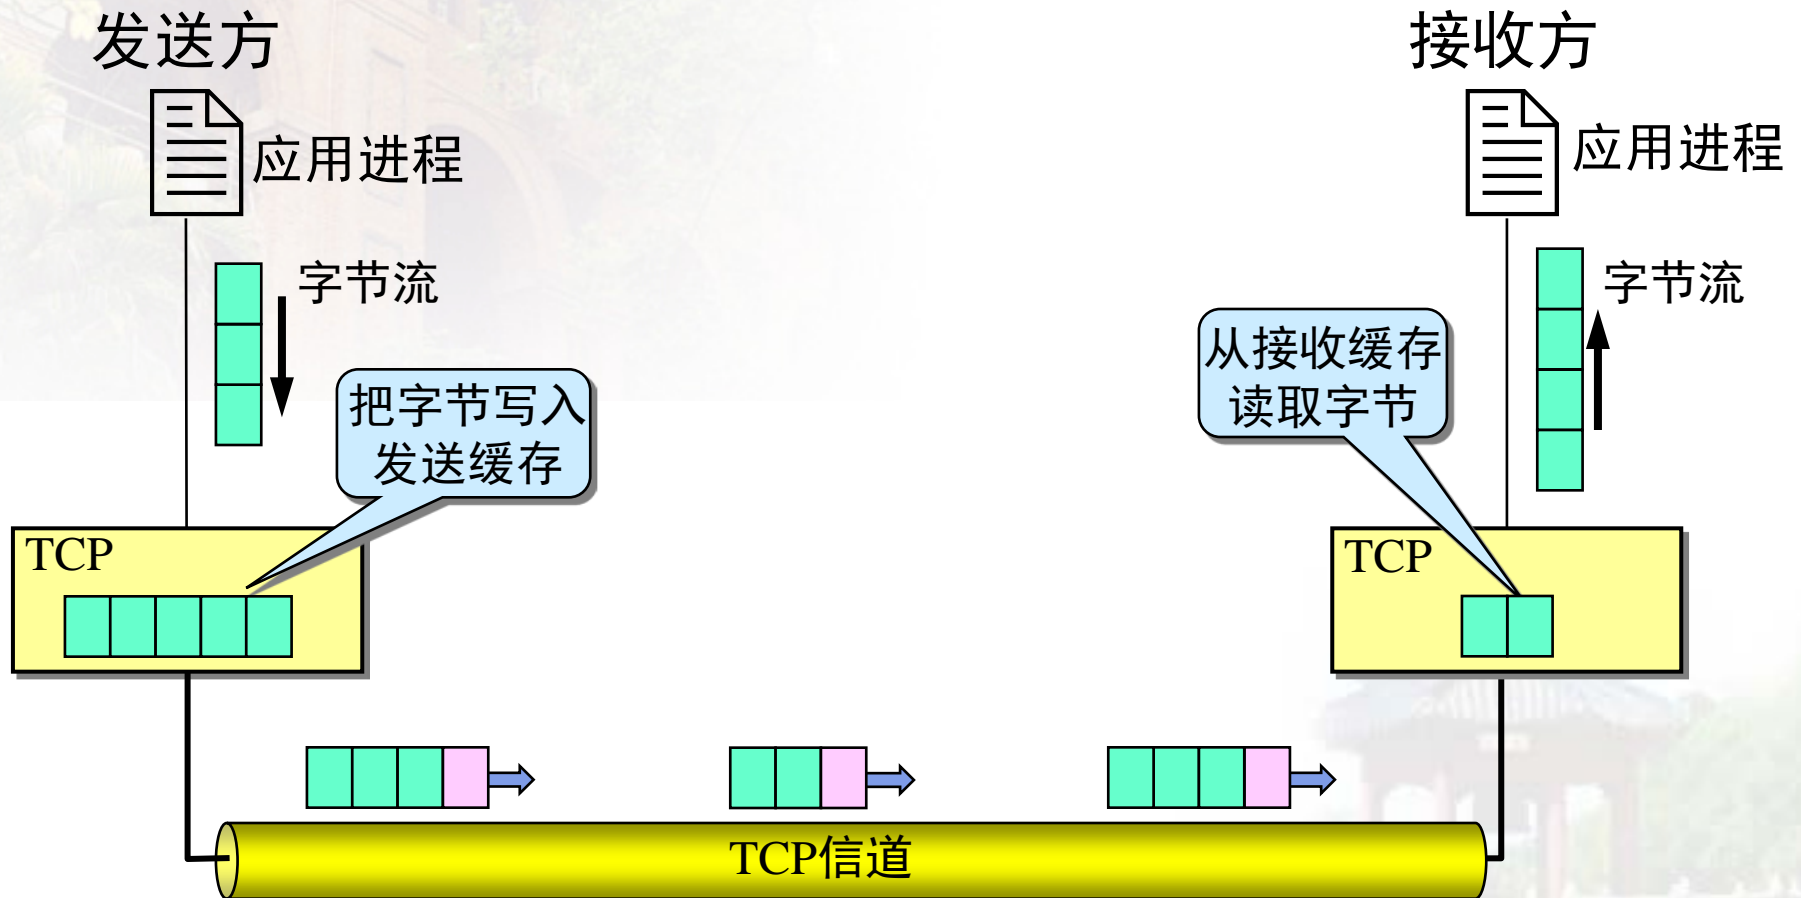 发送方
接收方
应用进程
应用进程
字节流
字节流
把字节写入
发送缓存
从接收缓存
读取字节
TCP
TCP
TCP信道